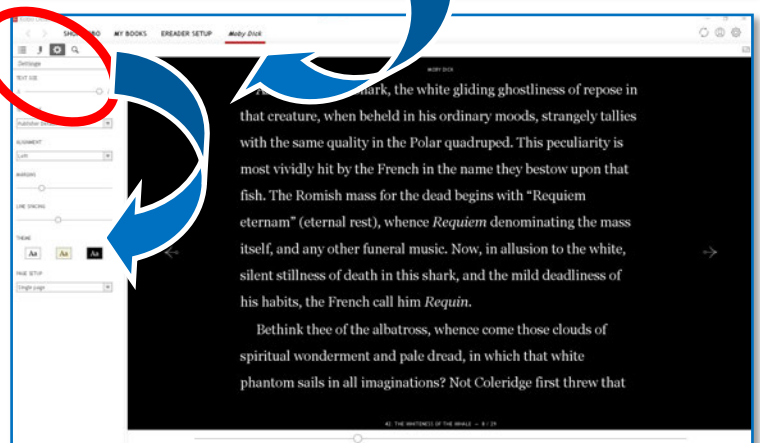 MY BOOKS EREADER SETUP Moby Dick
Settings
TEXT SIZE
ALIGNMENT
Left
MARGINS
LINE SPACING
THEME
Aa Aa Aa
PAGE SETUP
Single page
MOBY DICK
the white gliding ghostliness of repose in
that creature, when beheld in his ordinary moods, strangely tallies
with the same quality in the Polar quadruped. This peculiarity is
most vividly hit by the French in the name they bestow upon that
fish. The Romish mass for the dead begins with “Requiem
eternam” (eternal rest), whence Requiem denominating the mass
itself, and any other funeral music. Now, in allusion to the white,
silent stillness of death in this shark, and the mild deadliness of
his habits, the French call him Requin.
Bethink thee of the albatross, whence come those clouds of
spiritual wonderment and pale dread, in which that white
phantom sails in all imaginations? Not Coleridge first threw that
42. THE WHITENESS OF THE WHALE — 8 / 29